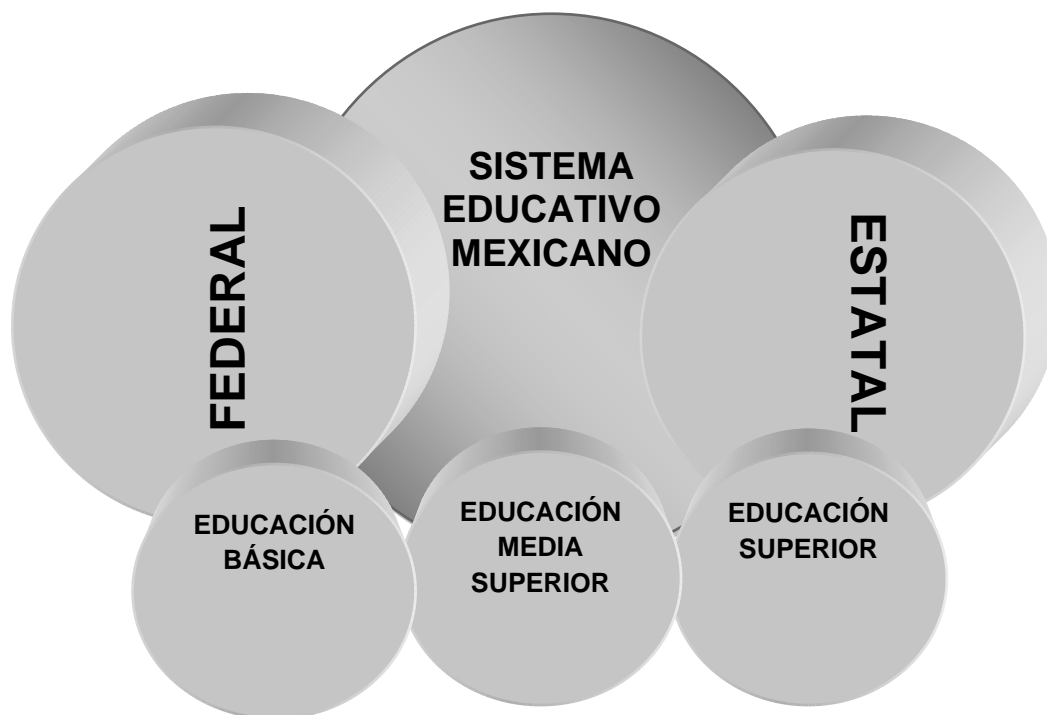 SISTEMA
EDUCATIVO
MEXICANO
FEDERAL
ESTATAL
EDUCACIÓN
BÁSICA
EDUCACIÓN
MEDIA
SUPERIOR
EDUCACIÓN
SUPERIOR